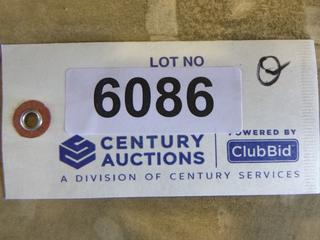 LOT NO
6086
CENTURY
AUCTIONS
POWERED BY
ClubBid
A DIVISION OF CENTURY SERVICES